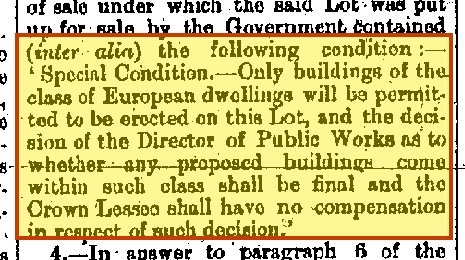 of sale under which the said Lot was put
up for sale by the Government contained
(inter alia) the following condition :—
'Special Condition.—Only buildings of the
class of European dwellings will be permit-
ted to be erected on this Lot, and the deci-
sion of the Director of Public Works as to
whether any proposed buildings come
within such class shall be final and the
Crown Lessee shall have no compensation
in respect of such decision.'
4.—In answer to paragraph 6 of the